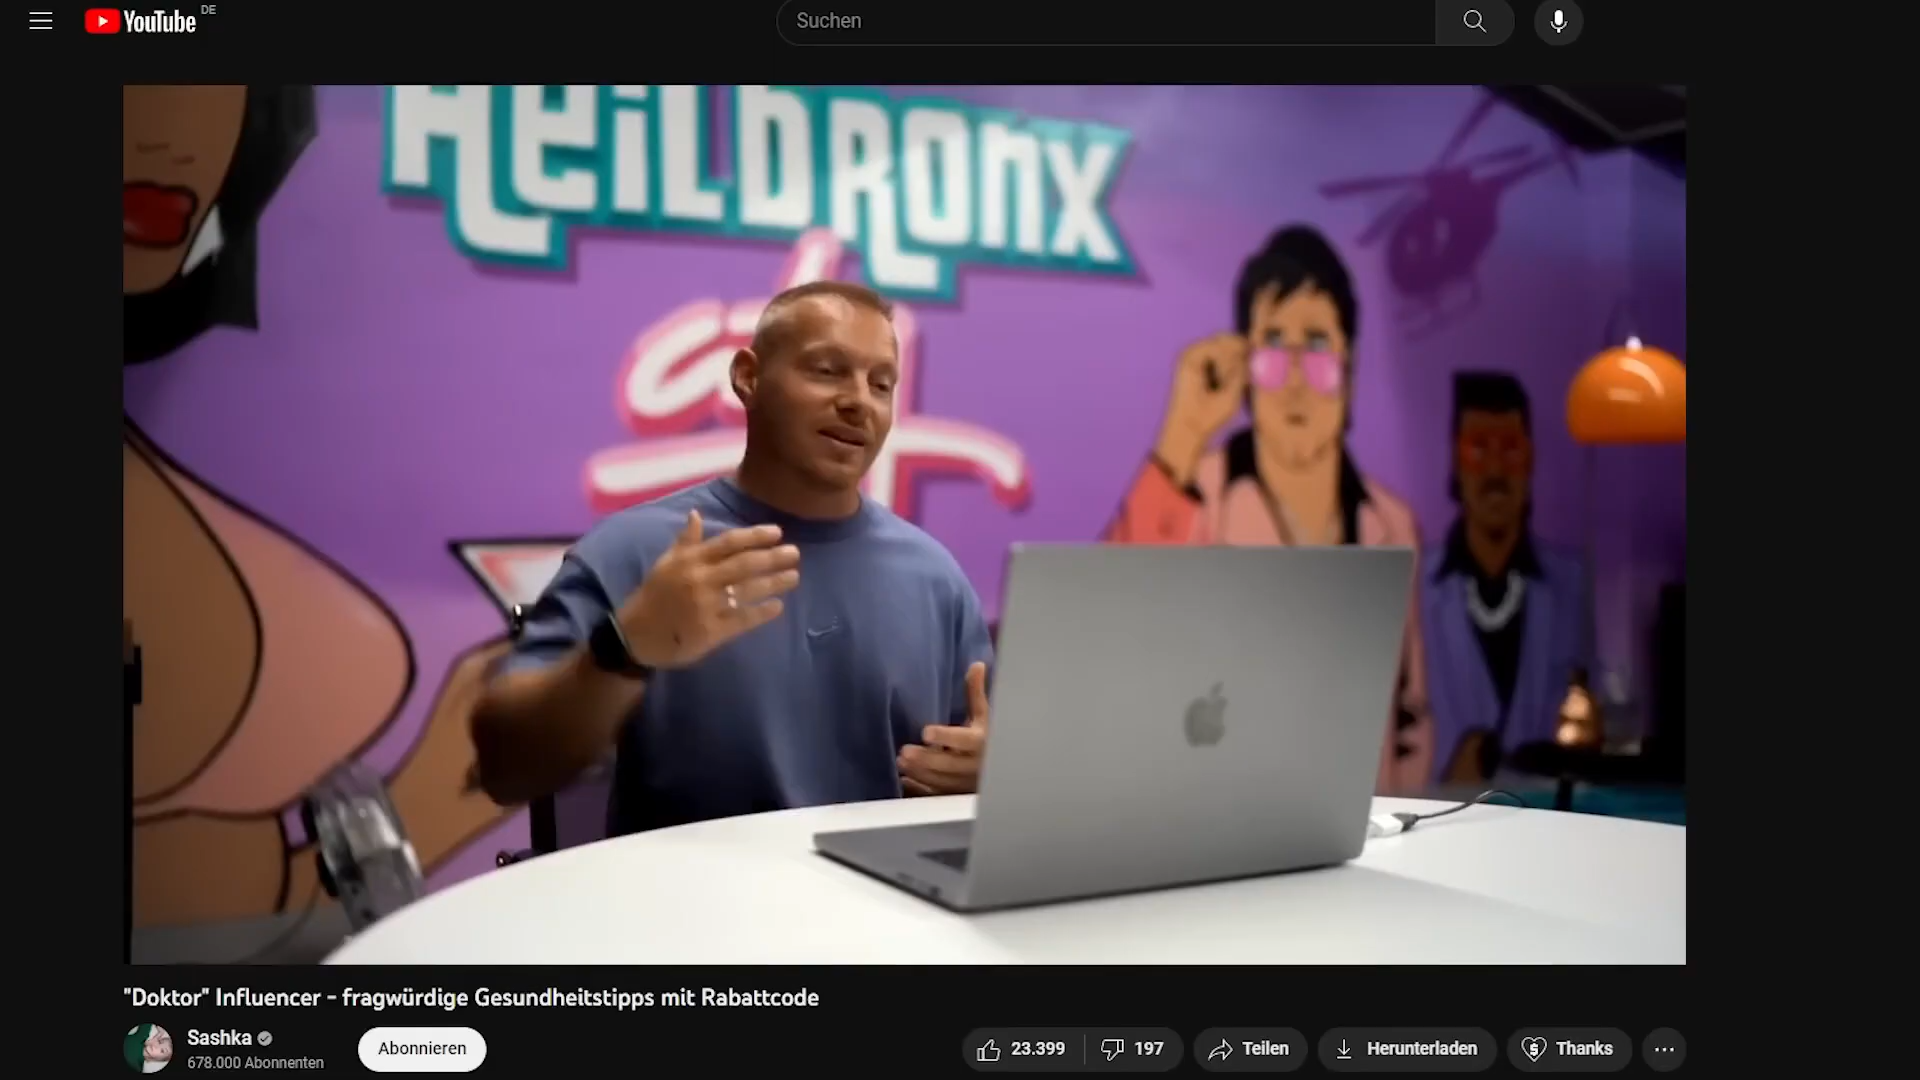 YouTube DE
Suchen
HeilbRonx
"Doktor" Influencer - fragwürdige Gesundheitstipps mit Rabattcode
Sashka
678.000 Abonnenten
Abonnieren
23.399
197
Teilen
Herunterladen
Thanks